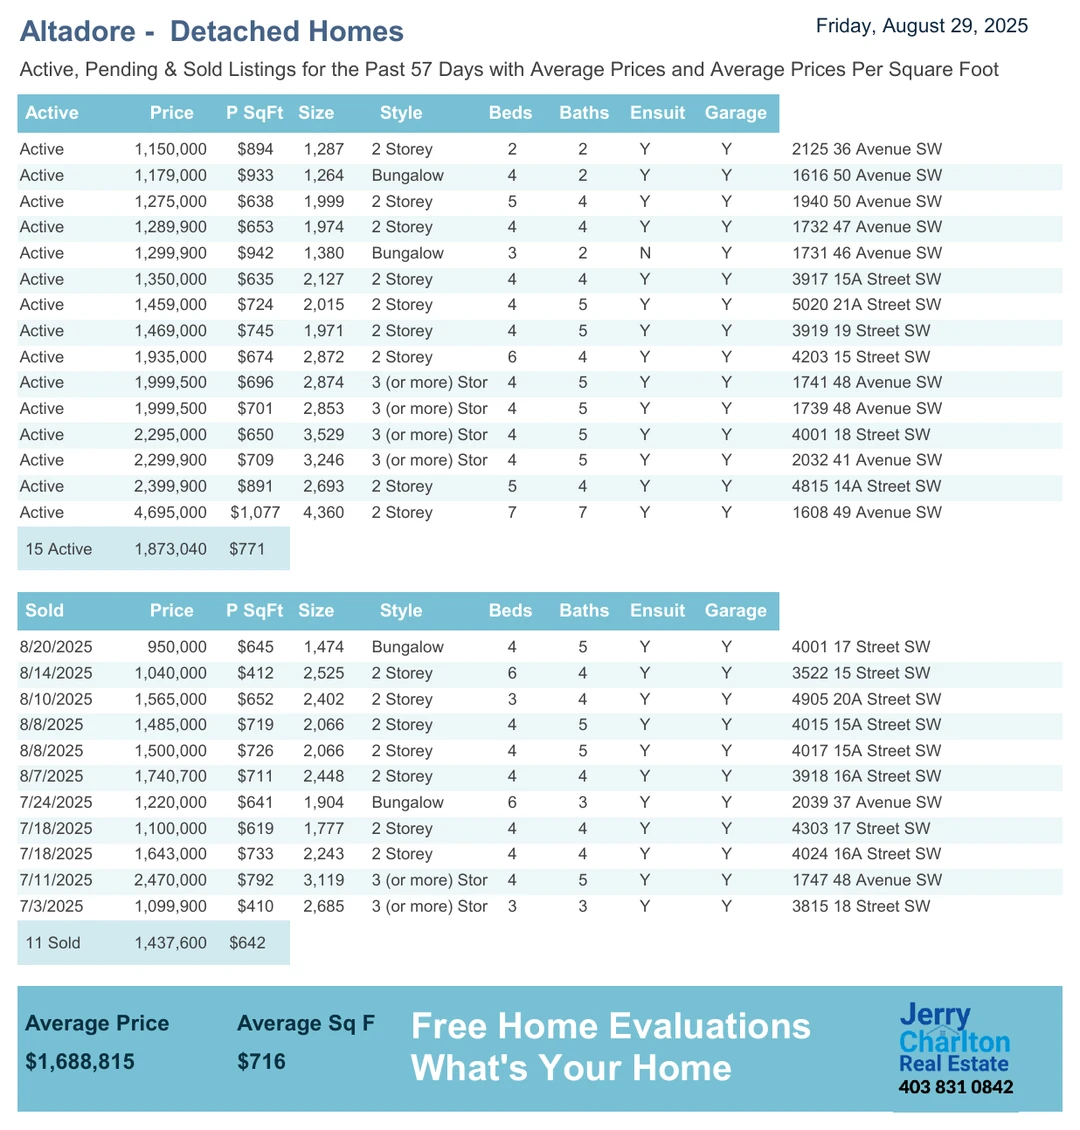 Altadore -  Detached Homes
Friday, August 29, 2025
Active, Pending & Sold Listings for the Past 57 Days with Average Prices and Average Prices Per Square Foot
Active Price P SqFt Size Style Beds Baths Ensuit Garage
Active 1,150,000 $894 1,287 2 Storey 2 2 Y Y 2125 36 Avenue SW
Active 1,179,000 $933 1,264 Bungalow 4 2 Y Y 1616 50 Avenue SW
Active 1,275,000 $638 1,999 2 Storey 5 4 Y Y 1940 50 Avenue SW
Active 1,289,900 $653 1,974 2 Storey 4 4 Y Y 1732 47 Avenue SW
Active 1,299,900 $942 1,380 Bungalow 3 2 N Y 1731 46 Avenue SW
Active 1,350,000 $635 2,127 2 Storey 4 4 Y Y 3917 15A Street SW
Active 1,459,000 $724 2,015 2 Storey 4 5 Y Y 5020 21A Street SW
Active 1,469,000 $745 1,971 2 Storey 4 5 Y Y 3919 19 Street SW
Active 1,935,000 $674 2,872 2 Storey 6 4 Y Y 4203 15 Street SW
Active 1,999,500 $696 2,874 3 (or more) Stor 4 5 Y Y 1741 48 Avenue SW
Active 1,999,500 $701 2,853 3 (or more) Stor 4 5 Y Y 1739 48 Avenue SW
Active 2,295,000 $650 3,529 3 (or more) Stor 4 5 Y Y 4001 18 Street SW
Active 2,299,900 $709 3,246 3 (or more) Stor 4 5 Y Y 2032 41 Avenue SW
Active 2,399,900 $891 2,693 2 Storey 5 4 Y Y 4815 14A Street SW
Active 4,695,000 $1,077 4,360 2 Storey 7 7 Y Y 1608 49 Avenue SW
15 Active 1,873,040 $771
Sold Price P SqFt Size Style Beds Baths Ensuit Garage
8/20/2025 950,000 $645 1,474 Bungalow 4 5 Y Y 4001 17 Street SW
8/14/2025 1,040,000 $412 2,525 2 Storey 6 4 Y Y 3522 15 Street SW
8/10/2025 1,565,000 $652 2,402 2 Storey 3 4 Y Y 4905 20A Street SW
8/8/2025 1,485,000 $719 2,066 2 Storey 4 5 Y Y 4015 15A Street SW
8/8/2025 1,500,000 $726 2,066 2 Storey 4 5 Y Y 4017 15A Street SW
8/7/2025 1,740,700 $711 2,448 2 Storey 4 4 Y Y 3918 16A Street SW
7/24/2025 1,220,000 $641 1,904 Bungalow 6 3 Y Y 2039 37 Avenue SW
7/18/2025 1,100,000 $619 1,777 2 Storey 4 4 Y Y 4303 17 Street SW
7/18/2025 1,643,000 $733 2,243 2 Storey 4 4 Y Y 4024 16A Street SW
7/11/2025 2,470,000 $792 3,119 3 (or more) Stor 4 5 Y Y 1747 48 Avenue SW
7/3/2025 1,099,900 $410 2,685 3 (or more) Stor 3 3 Y Y 3815 18 Street SW
11 Sold 1,437,600 $642
Average Price Average Sq F
$1,688,815 $716
Free Home Evaluations
What's Your Home
Jerry
Charlton
Real Estate
403 831 0842